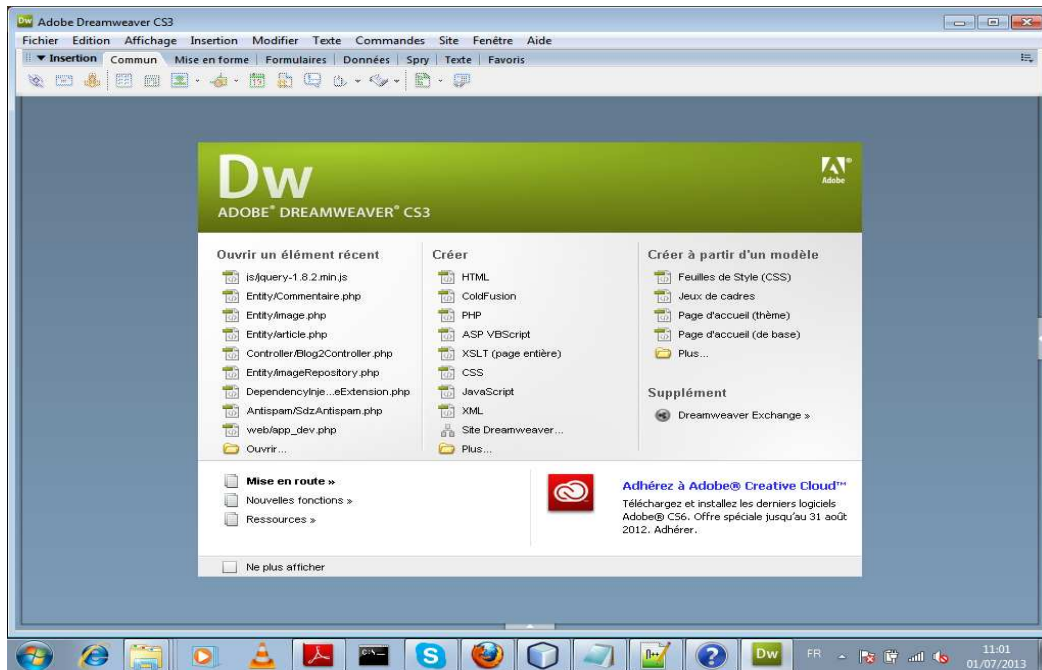 Dw Adobe Dreamweaver CS3
Fichier Edition Affichage Insertion Modifier Texte Commandes Site Fenêtre Aide
▼ Insertion Commun Mise en forme Formulaires Données Spry Texte Favoris
Dw
ADOBE® DREAMWEAVER® CS3
Adobe
Ouvrir un élément récent
js/jquery-1.8.2.min.js
Entity/Commentaire.php
Entity/image.php
Entity/article.php
Controller/Blog2Controller.php
Entity/imageRepository.php
DependencyInje...eExtension.php
Antispam/SdzAntispam.php
web/app_dev.php
Ouvrir...
Créer
HTML
ColdFusion
PHP
ASP VBScript
XSLT (page entière)
CSS
JavaScript
XML
Site Dreamweaver...
Plus...
Créer à partir d'un modèle
Feuilles de Style (CSS)
Jeux de cadres
Page d'accueil (thème)
Page d'accueil (de base)
Plus...
Supplément
Dreamweaver Exchange »
Mise en route »
Nouvelles fonctions »
Ressources »
Adhérez à Adobe® Creative Cloud™
Téléchargez et installez les derniers logiciels
Adobe® CS6. Offre spéciale jusqu'au 31 août
2012. Adhérer.
Ne plus afficher
Dw
FR
11:01
01/07/2013